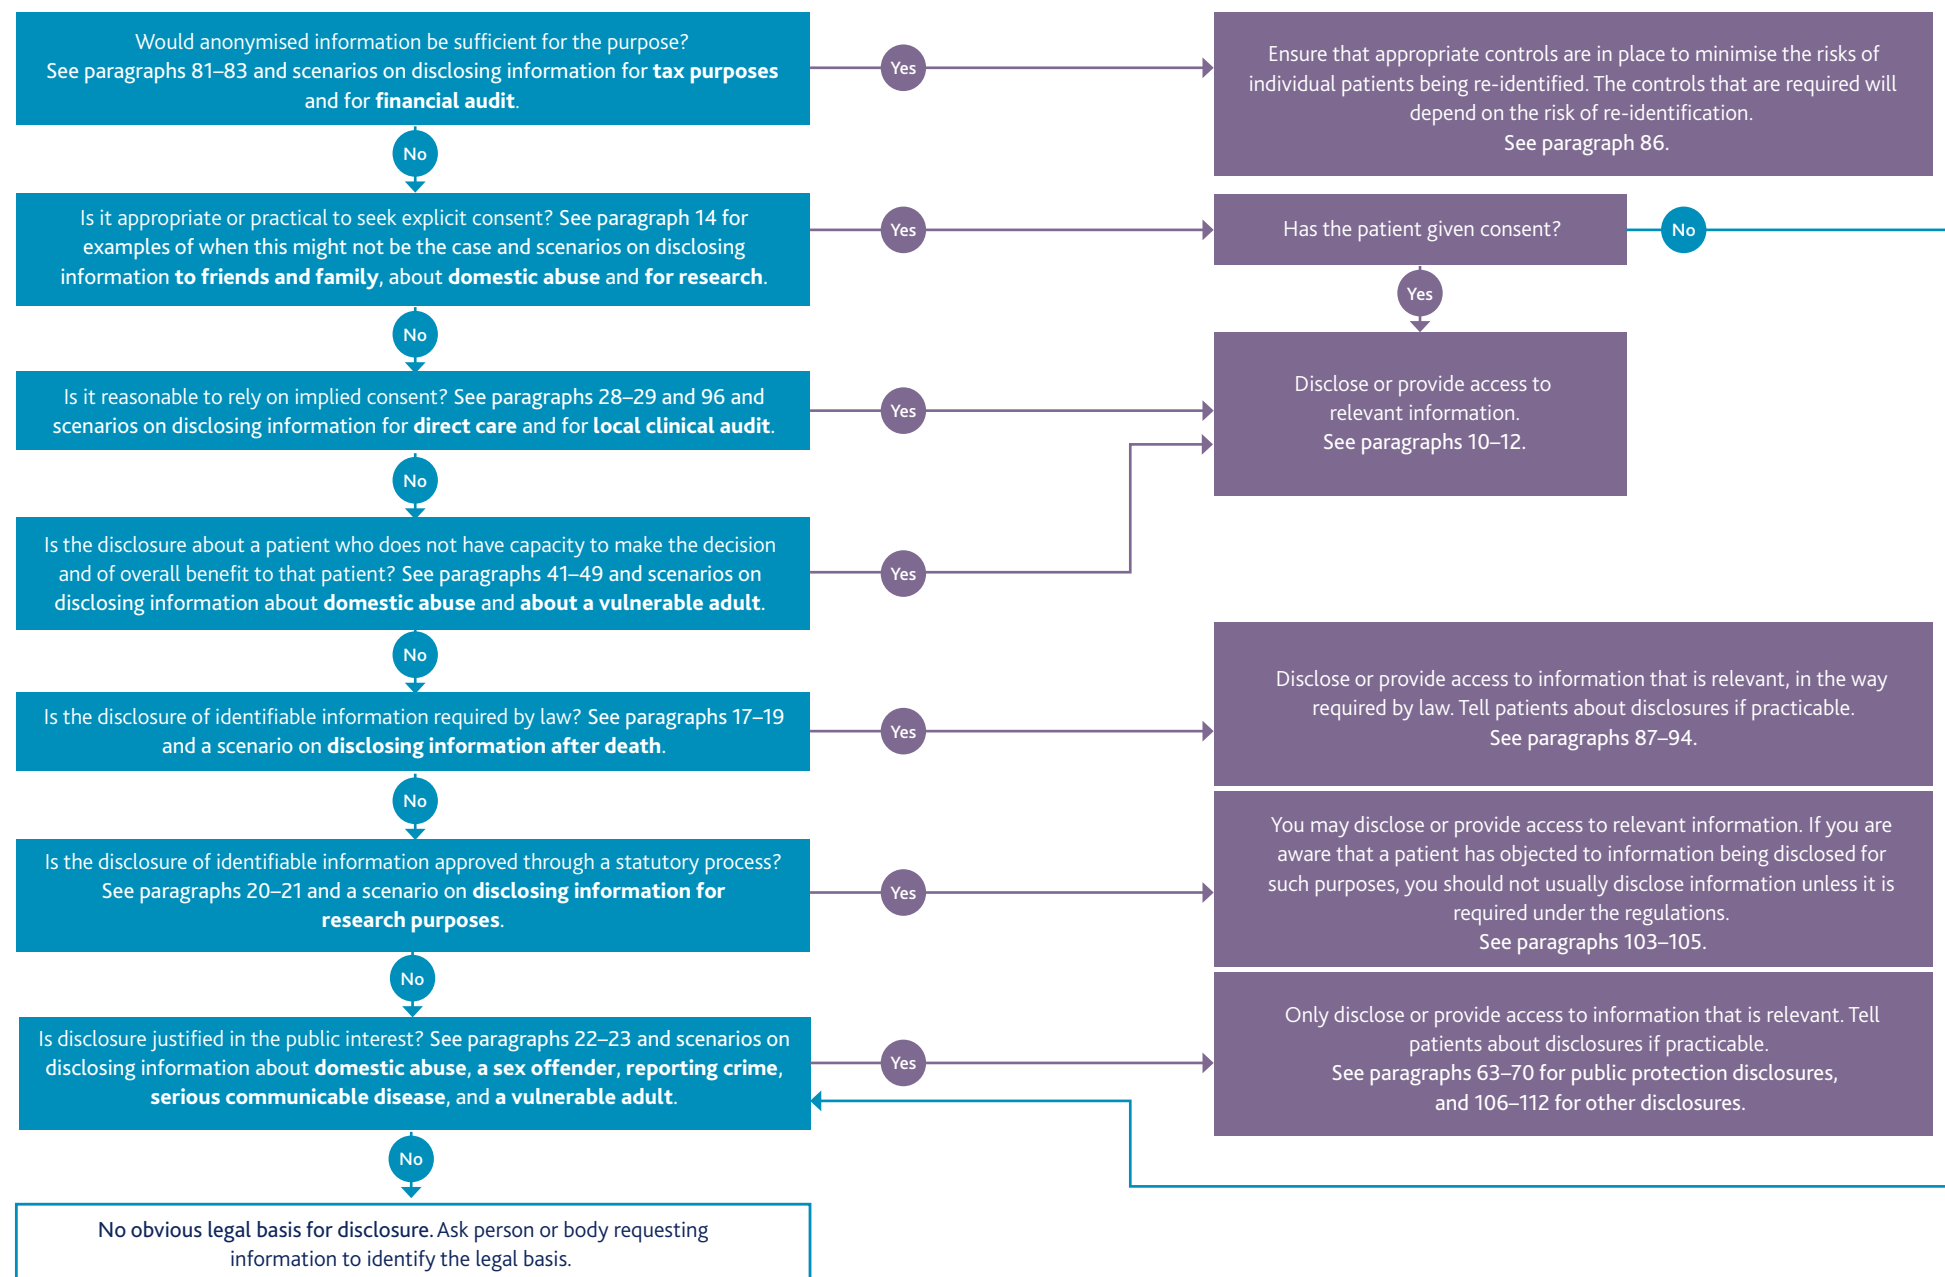 Would anonymised information be sufficient for the purpose?
See paragraphs 81–83 and scenarios on disclosing information for tax purposes
and for financial audit.
Yes
Ensure that appropriate controls are in place to minimise the risks of
individual patients being re-identified. The controls that are required will
depend on the risk of re-identification.
See paragraph 86.
No
Is it appropriate or practical to seek explicit consent? See paragraph 14 for
examples of when this might not be the case and scenarios on disclosing
information to friends and family, about domestic abuse and for research.
Yes
Has the patient given consent?
No
Yes
No
Is it reasonable to rely on implied consent? See paragraphs 28–29 and 96 and
scenarios on disclosing information for direct care and for local clinical audit.
Yes
Disclose or provide access to
relevant information.
See paragraphs 10–12.
No
Is the disclosure about a patient who does not have capacity to make the decision
and of overall benefit to that patient? See paragraphs 41–49 and scenarios on
disclosing information about domestic abuse and about a vulnerable adult.
Yes
No
Is the disclosure of identifiable information required by law? See paragraphs 17–19
and a scenario on disclosing information after death.
Yes
Disclose or provide access to information that is relevant, in the way
required by law. Tell patients about disclosures if practicable.
See paragraphs 87–94.
No
Is the disclosure of identifiable information approved through a statutory process?
See paragraphs 20–21 and a scenario on disclosing information for
research purposes.
Yes
You may disclose or provide access to relevant information. If you are
aware that a patient has objected to information being disclosed for
such purposes, you should not usually disclose information unless it is
required under the regulations.
See paragraphs 103–105.
No
Is disclosure justified in the public interest? See paragraphs 22–23 and scenarios on
disclosing information about domestic abuse, a sex offender, reporting crime,
serious communicable disease, and a vulnerable adult.
Yes
Only disclose or provide access to information that is relevant. Tell
patients about disclosures if practicable.
See paragraphs 63–70 for public protection disclosures,
and 106–112 for other disclosures.
No
No obvious legal basis for disclosure. Ask person or body requesting
information to identify the legal basis.